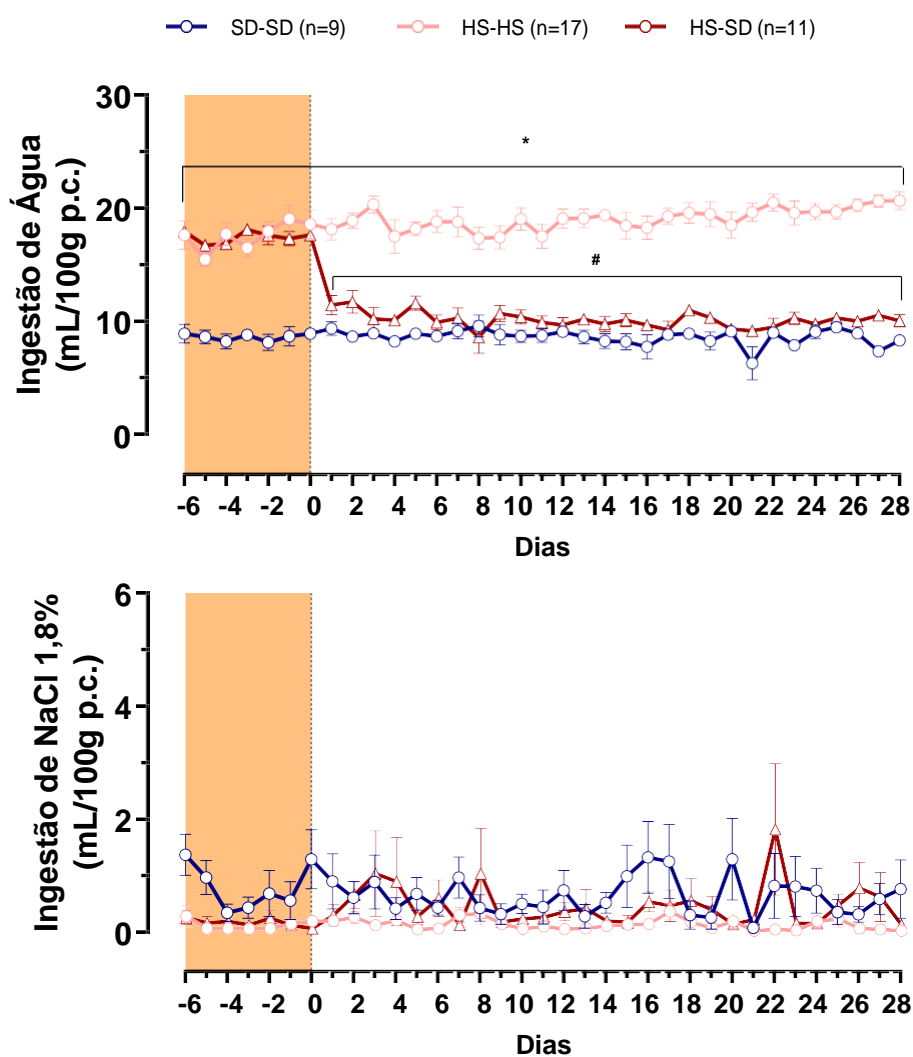 SD-SD (n=9) HS-HS (n=17) HS-SD (n=11)
Ingestão de Água
(mL/100g p.c.)
30
20
10
0
*
#
-6 -4 -2 0 2 4 6 8 10 12 14 16 18 20 22 24 26 28
Dias
Ingestão de NaCl 1,8%
(mL/100g p.c.)
6
4
2
0
-6 -4 -2 0 2 4 6 8 10 12 14 16 18 20 22 24 26 28
Dias